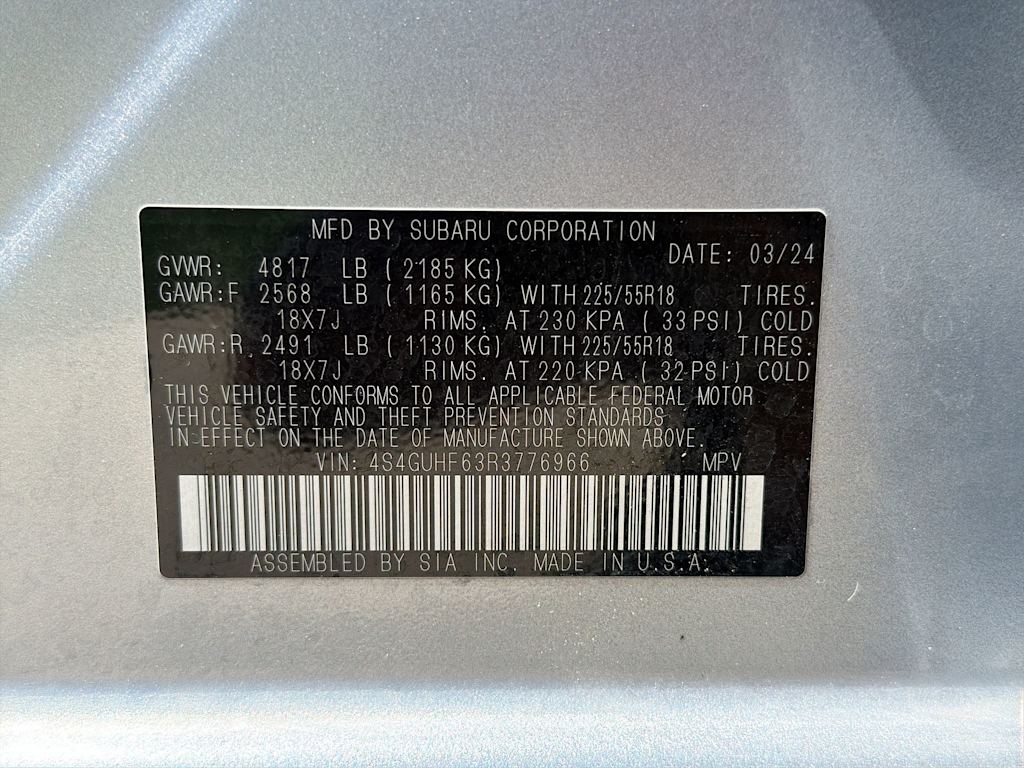 MFD BY SUBARU CORPORATION
DATE: 03/24
GVWR: 4817 LB ( 2185 KG)
GAWR:F 2568 LB ( 1165 KG) WITH 225/55R18 TIRES.
18X7J RIMS. AT 230 KPA ( 33 PSI) COLD
GAWR:R 2491 LB ( 1130 KG) WITH 225/55R18 TIRES.
18X7J RIMS. AT 220 KPA ( 32 PSI) COLD
THIS VEHICLE CONFORMS TO ALL APPLICABLE FEDERAL MOTOR
VEHICLE SAFETY AND THEFT PREVENTION STANDARDS
IN-EFFECT ON THE DATE OF MANUFACTURE SHOWN ABOVE.
VIN: 4S4GUHF63R3776966 MPV
ASSEMBLED BY SIA INC. MADE IN U.S.A.